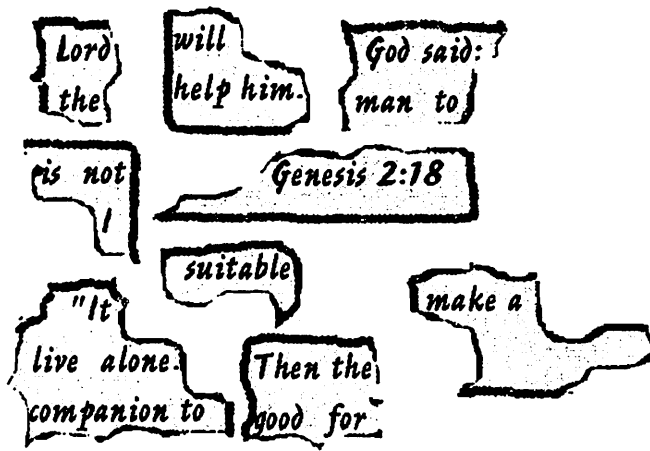 Lord
the
will
help him.
God said:
man to
is not
I
Genesis 2:18
suitable
make a
"It
live alone.
companion to
Then the
good for